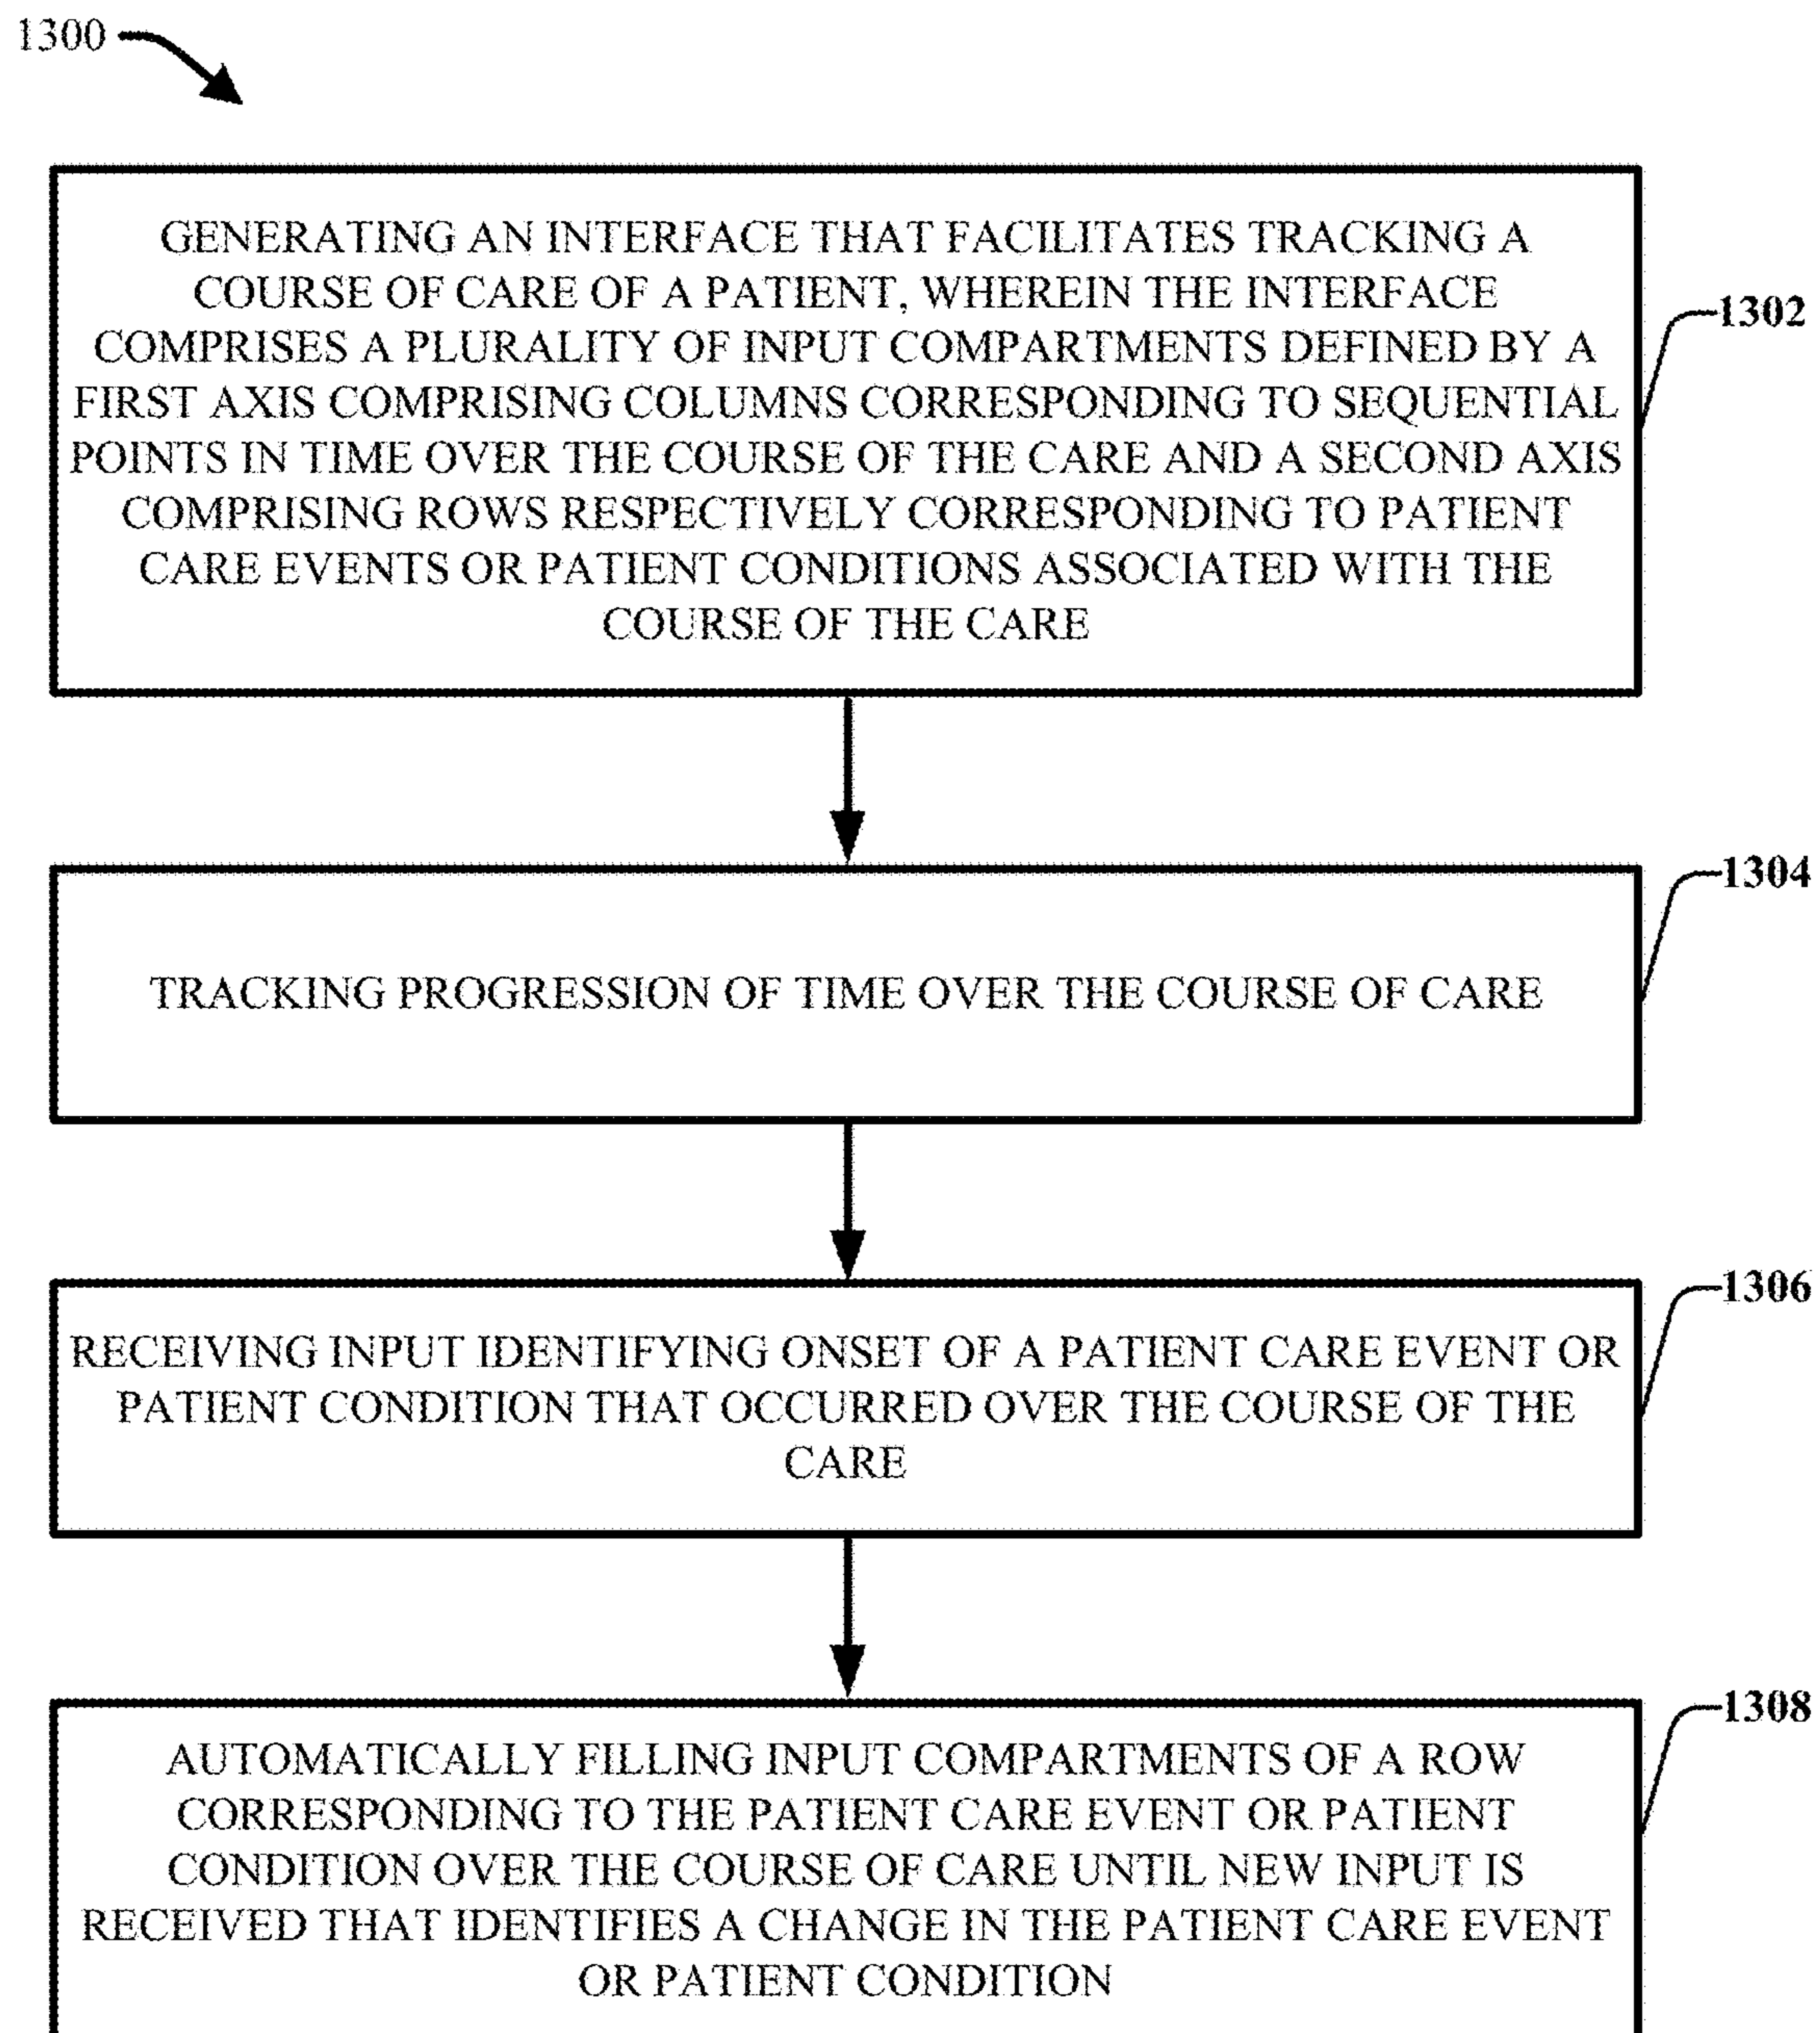 1300
GENERATING AN INTERFACE THAT FACILITATES TRACKING A
COURSE OF CARE OF A PATIENT, WHEREIN THE INTERFACE
COMPRISES A PLURALITY OF INPUT COMPARTMENTS DEFINED BY A
FIRST AXIS COMPRISING COLUMNS CORRESPONDING TO SEQUENTIAL
POINTS IN TIME OVER THE COURSE OF THE CARE AND A SECOND AXIS
COMPRISING ROWS RESPECTIVELY CORRESPONDING TO PATIENT
CARE EVENTS OR PATIENT CONDITIONS ASSOCIATED WITH THE
COURSE OF THE CARE
1302
TRACKING PROGRESSION OF TIME OVER THE COURSE OF CARE
1304
RECEIVING INPUT IDENTIFYING ONSET OF A PATIENT CARE EVENT OR
PATIENT CONDITION THAT OCCURRED OVER THE COURSE OF THE
CARE
1306
AUTOMATICALLY FILLING INPUT COMPARTMENTS OF A ROW
CORRESPONDING TO THE PATIENT CARE EVENT OR PATIENT
CONDITION OVER THE COURSE OF CARE UNTIL NEW INPUT IS
RECEIVED THAT IDENTIFIES A CHANGE IN THE PATIENT CARE EVENT
OR PATIENT CONDITION
1308